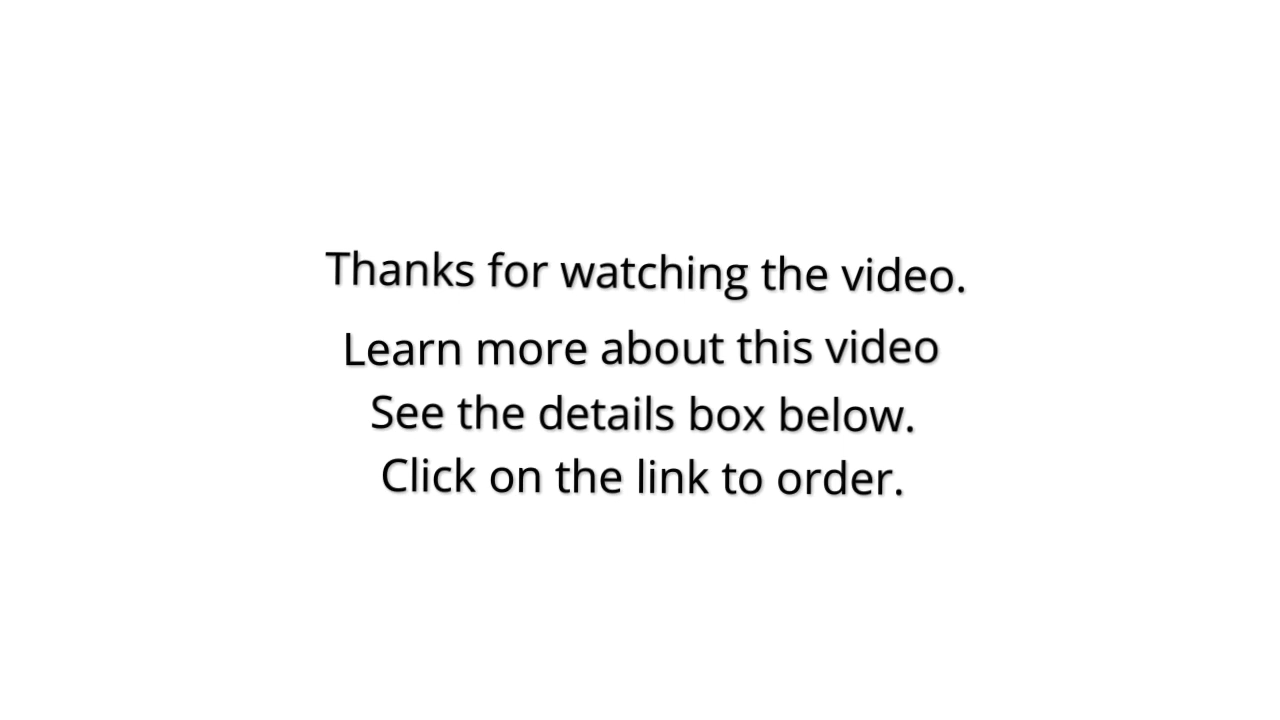 Thanks for watching the video.
Learn more about this video
See the details box below.
Click on the link to order.